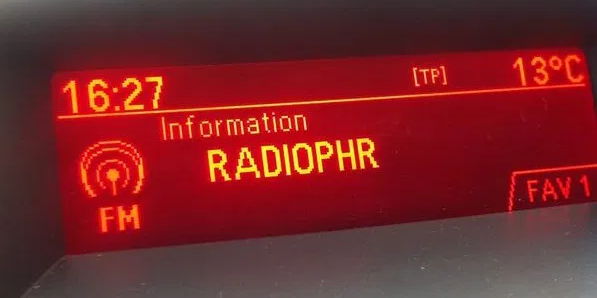 16:27 [TP] 13°C
Information
RADIOPHR
FM
FAV 1